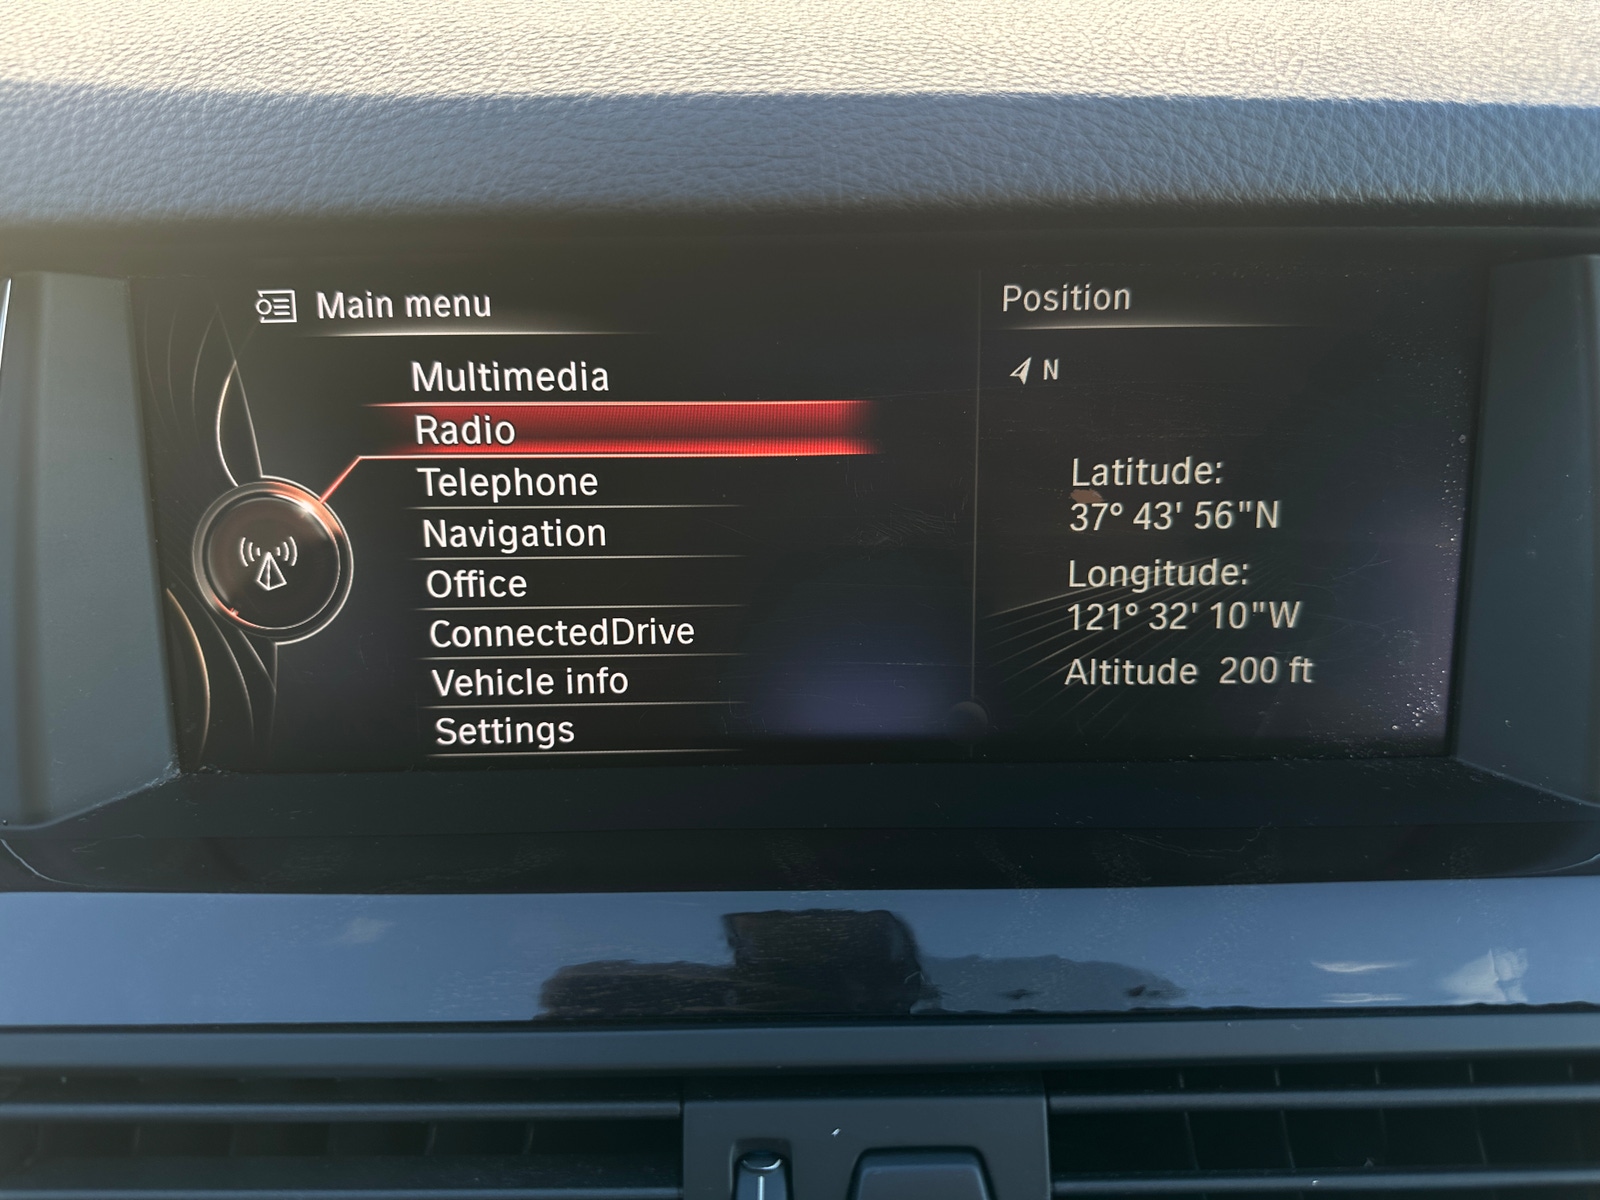 Main menu
Multimedia
Radio
Telephone
Navigation
Office
ConnectedDrive
Vehicle info
Settings
Position
N
Latitude:
37° 43' 56"N
Longitude:
121° 32' 10"W
Altitude 200 ft